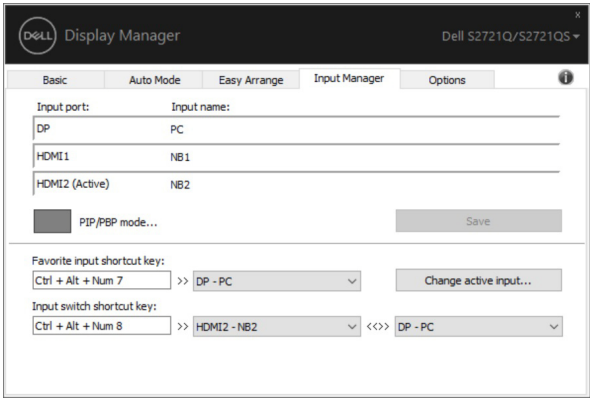 x
DELL Display Manager Dell S2721Q/S2721QS
Basic Auto Mode Easy Arrange Input Manager Options i
Input port: Input name:
DP PC
HDMI1 NB1
HDMI2 (Active) NB2
PIP/PBP mode... Save
Favorite input shortcut key:
Ctrl + Alt + Num 7 >> DP - PC Change active input...
Input switch shortcut key:
Ctrl + Alt + Num 8 >> HDMI2 - NB2 <<>> DP - PC